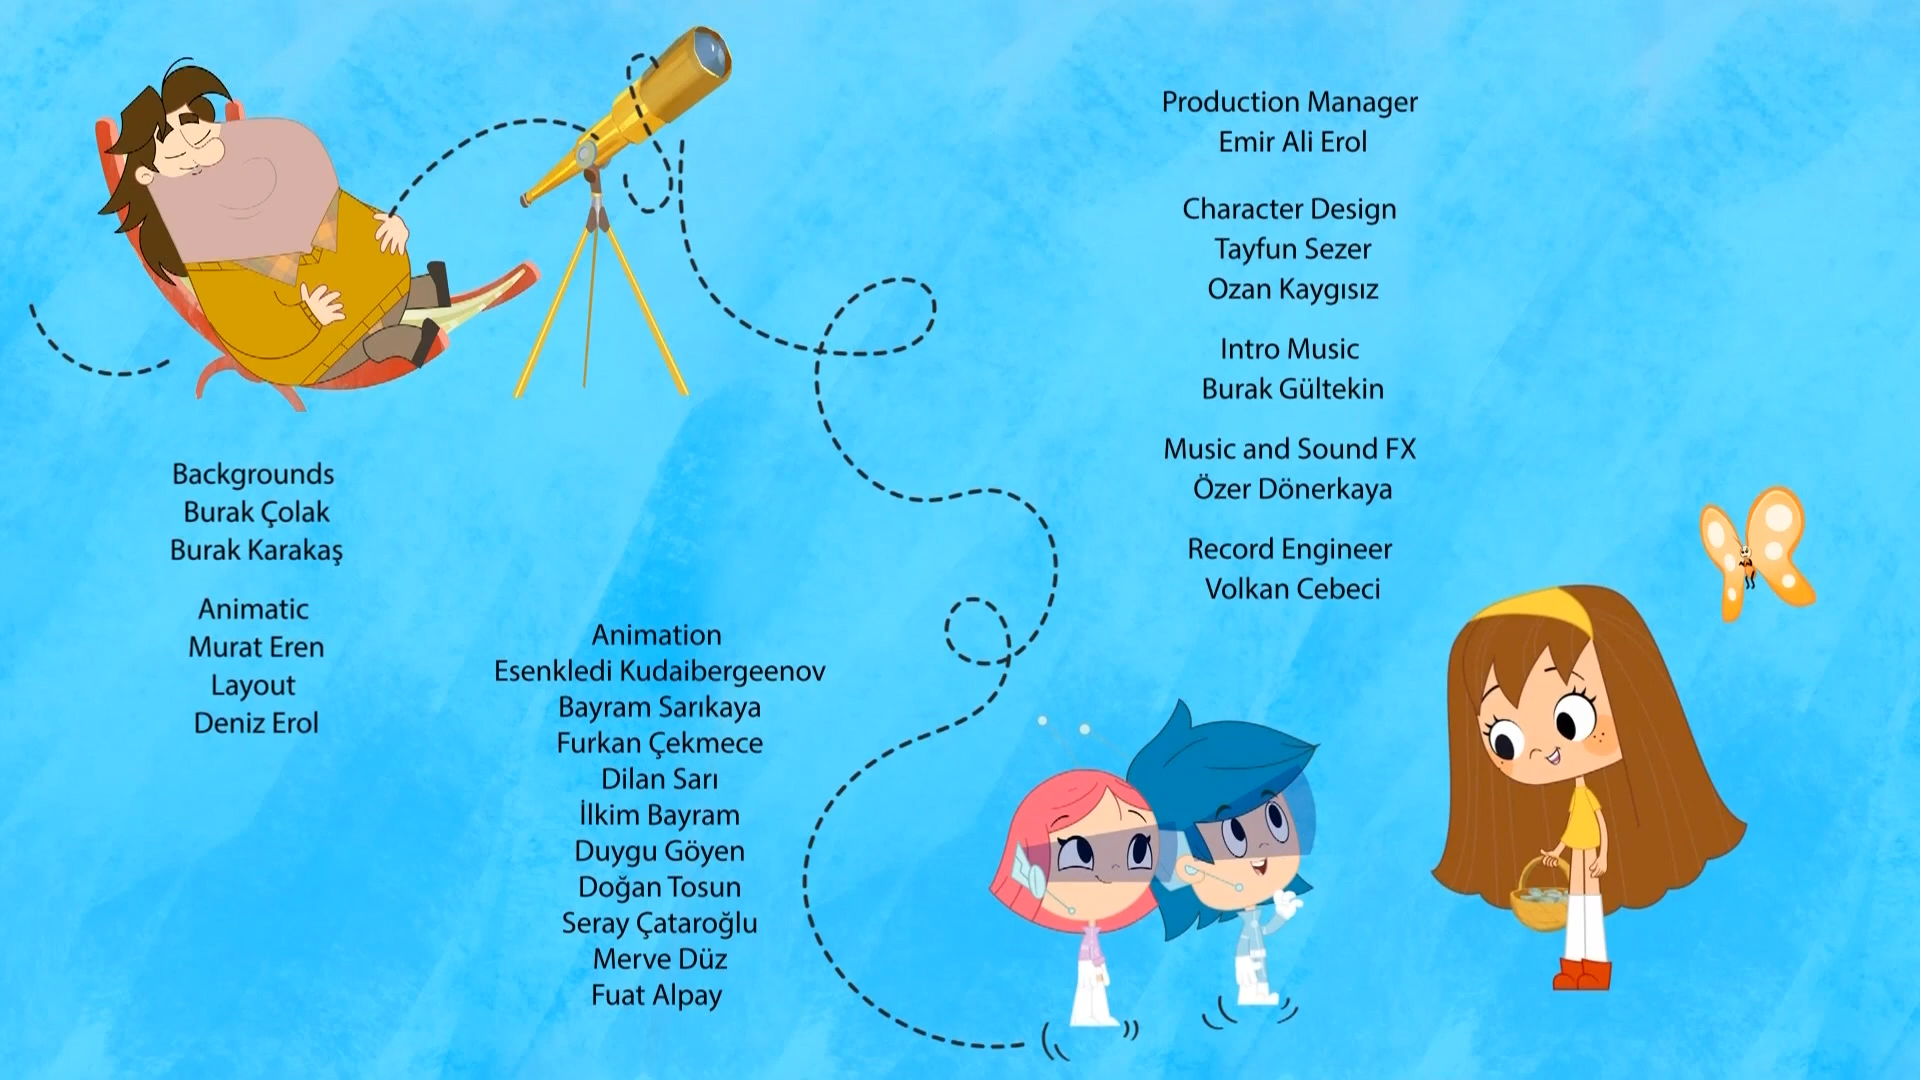 Backgrounds
Burak Çolak
Burak Karakaş
Animatic
Murat Eren
Layout
Deniz Erol
Animation
Esenkledi Kudaibergeenov
Bayram Sarıkaya
Furkan Çekmece
Dilan Sarı
İlkim Bayram
Duygu Göyen
Doğan Tosun
Seray Çataroğlu
Merve Düz
Fuat Alpay
Production Manager
Emir Ali Erol
Character Design
Tayfun Sezer
Ozan Kaygısız
Intro Music
Burak Gültekin
Music and Sound FX
Özer Dönerkaya
Record Engineer
Volkan Cebeci